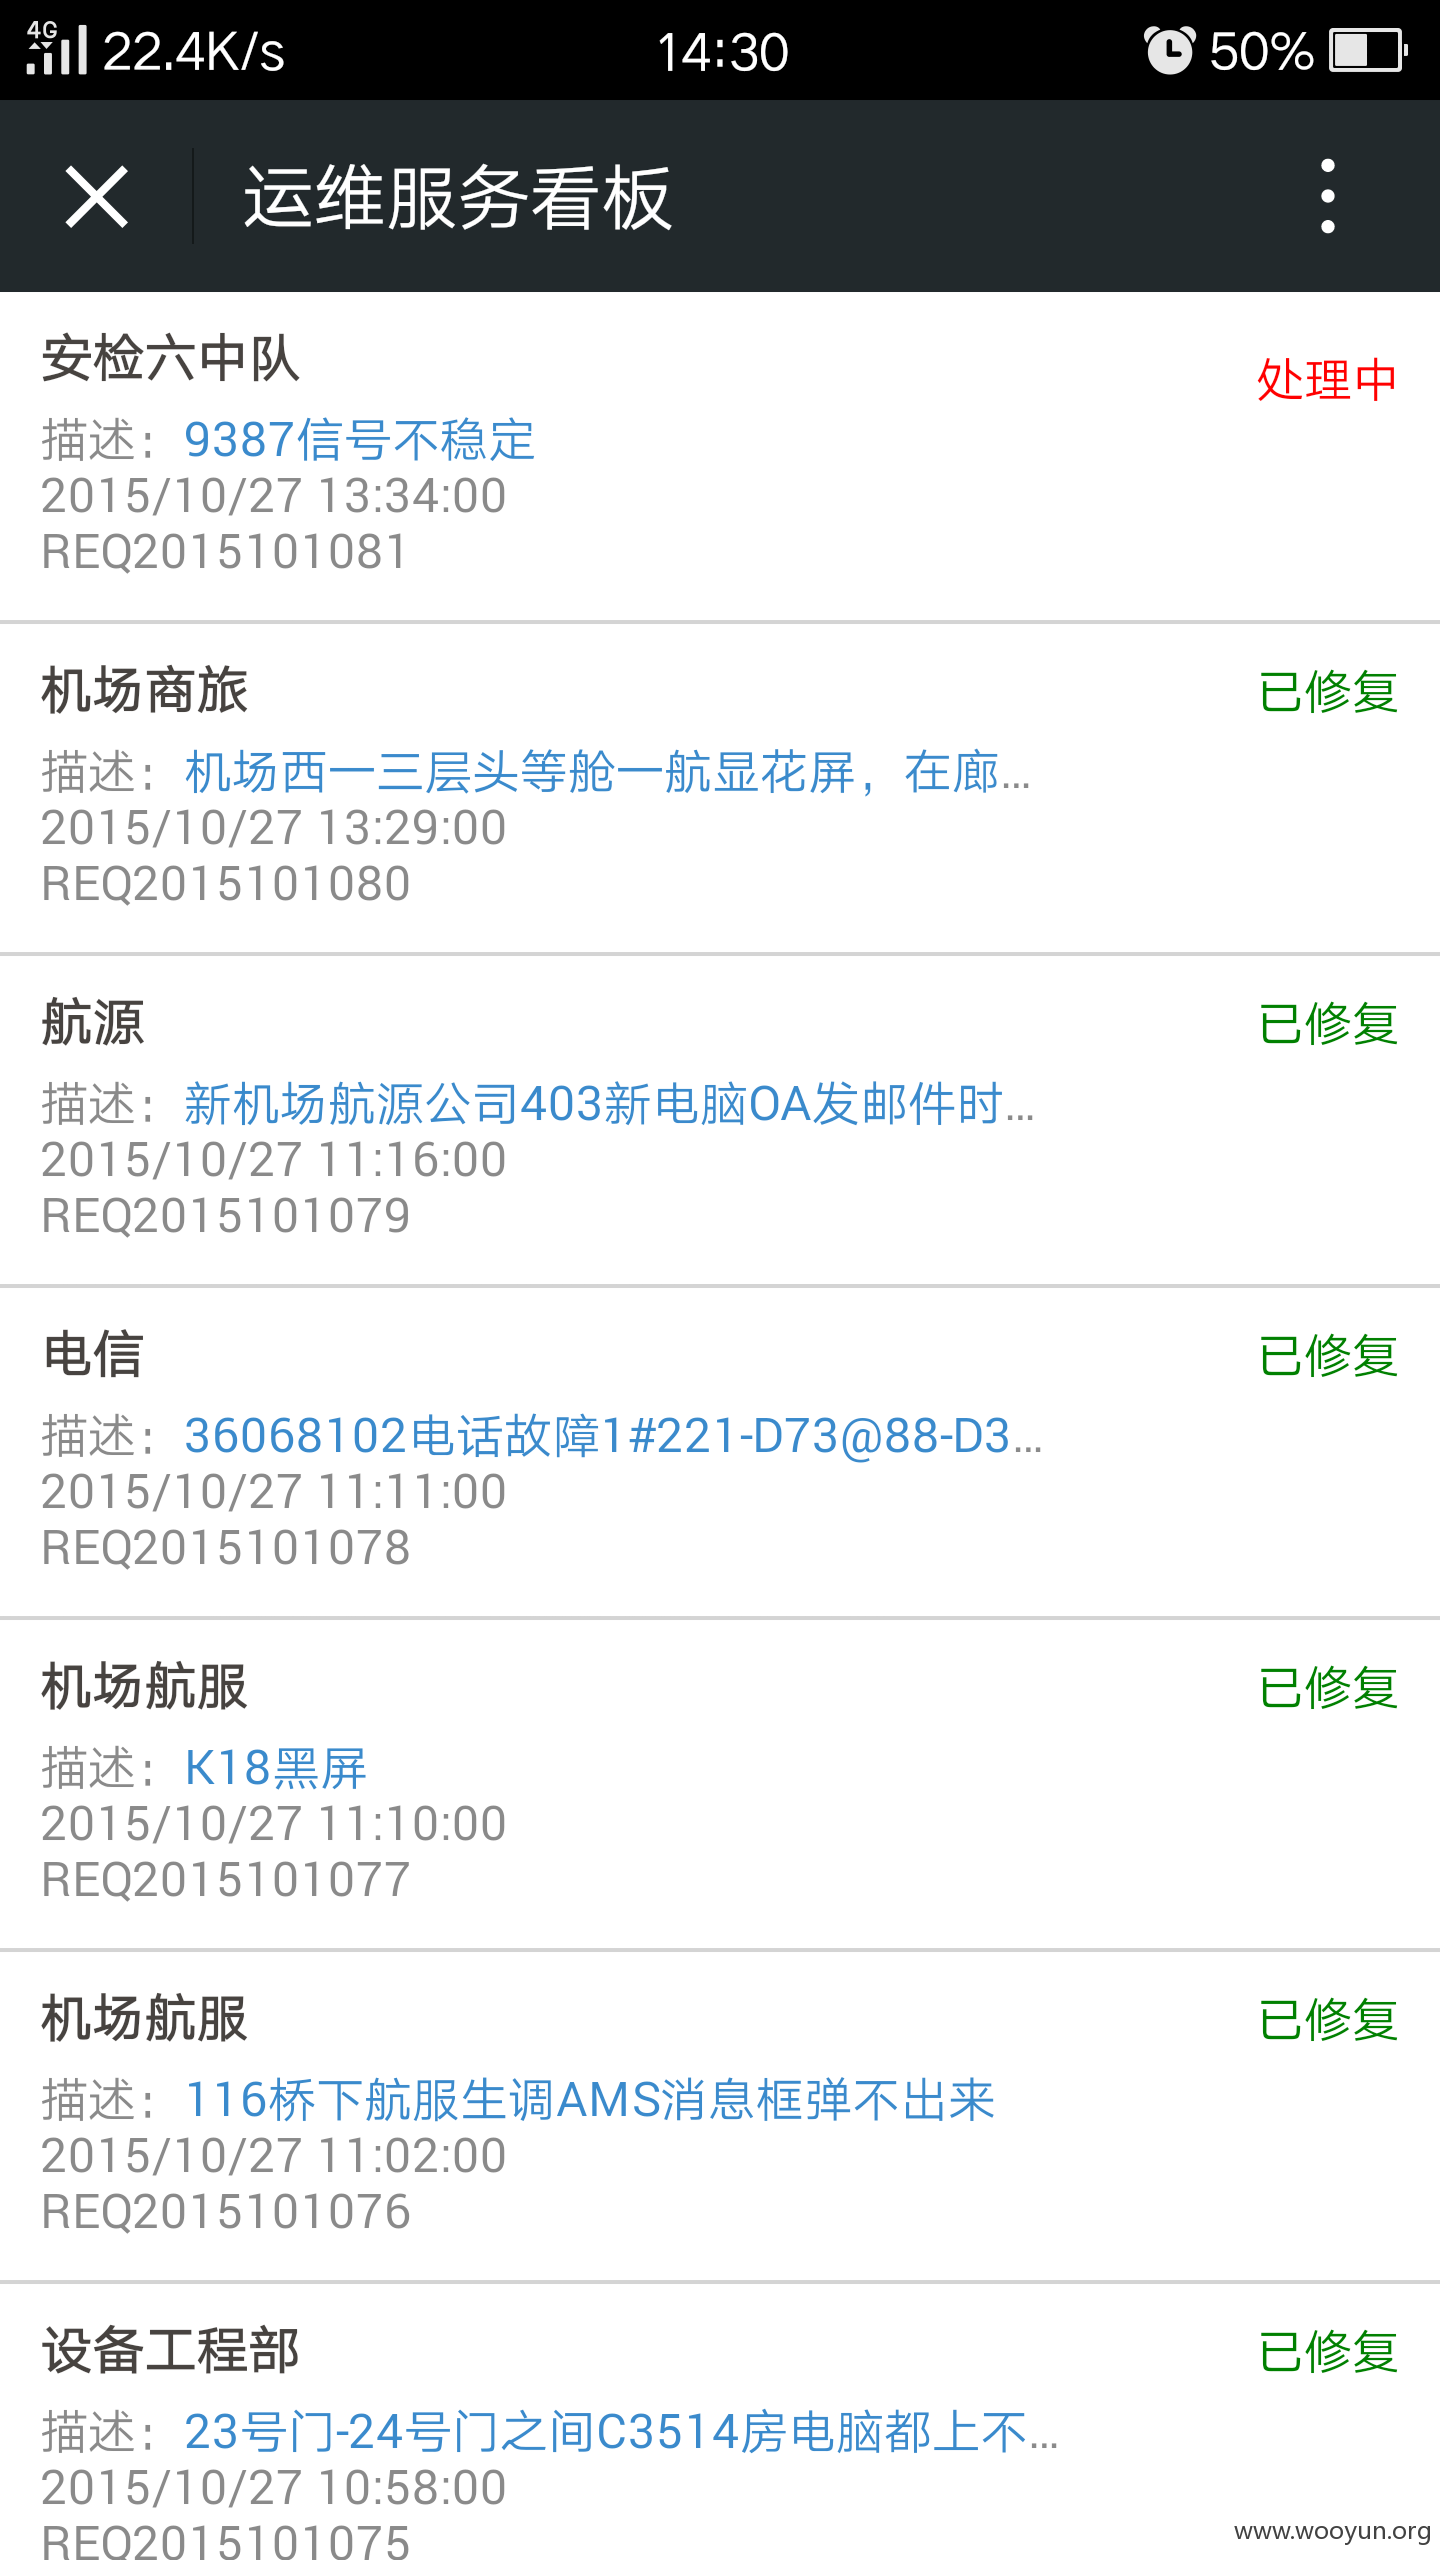 4G 22.4K/s 14:30 50%
运维服务看板
安检六中队
处理中
描述：9387信号不稳定
2015/10/27 13:34:00
REQ2015101081
机场商旅
已修复
描述：机场西一三层头等舱一航显花屏，在廊...
2015/10/27 13:29:00
REQ2015101080
航源
已修复
描述：新机场航源公司403新电脑OA发邮件时...
2015/10/27 11:16:00
REQ2015101079
电信
已修复
描述：36068102电话故障1#221-D73@88-D3...
2015/10/27 11:11:00
REQ2015101078
机场航服
已修复
描述：K18黑屏
2015/10/27 11:10:00
REQ2015101077
机场航服
已修复
描述：116桥下航服生调AMS消息框弹不出来
2015/10/27 11:02:00
REQ2015101076
设备工程部
已修复
描述：23号门-24号门之间C3514房电脑都上不...
2015/10/27 10:58:00
REQ2015101075
www.wooyun.org